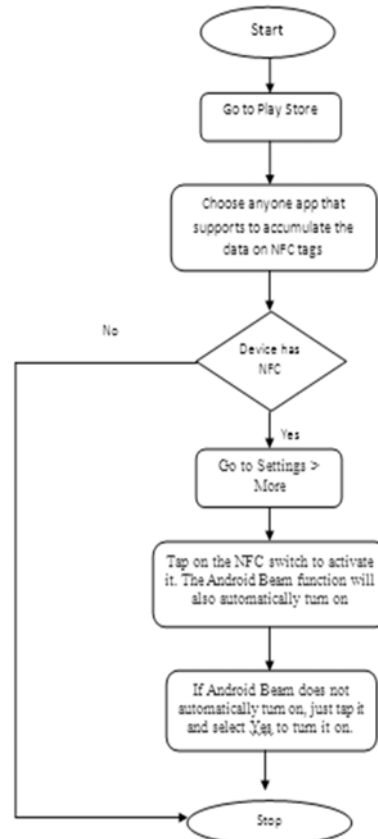 Start
Go to Play Store
Choose anyone app that
supports to accumulate the
data on NFC tags
No
Device has
NFC
Yes
Go to Settings >
More
Tap on the NFC switch to activate
it. The Android Beam function will
also automatically turn on
If Android Beam does not
automatically turn on, just tap it
and select Yes to turn it on.
Stop